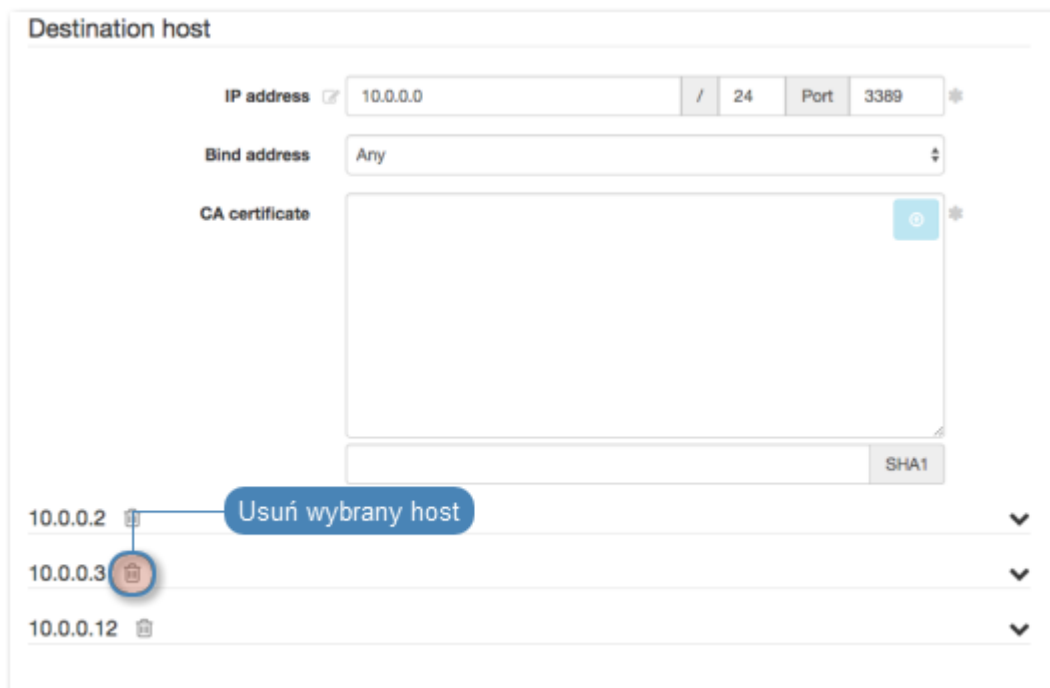 Destination host
IP address 10.0.0.0 / 24 Port 3389
Bind address Any
CA certificate
SHA1
Usuń wybrany host
10.0.0.2
10.0.0.3
10.0.0.12